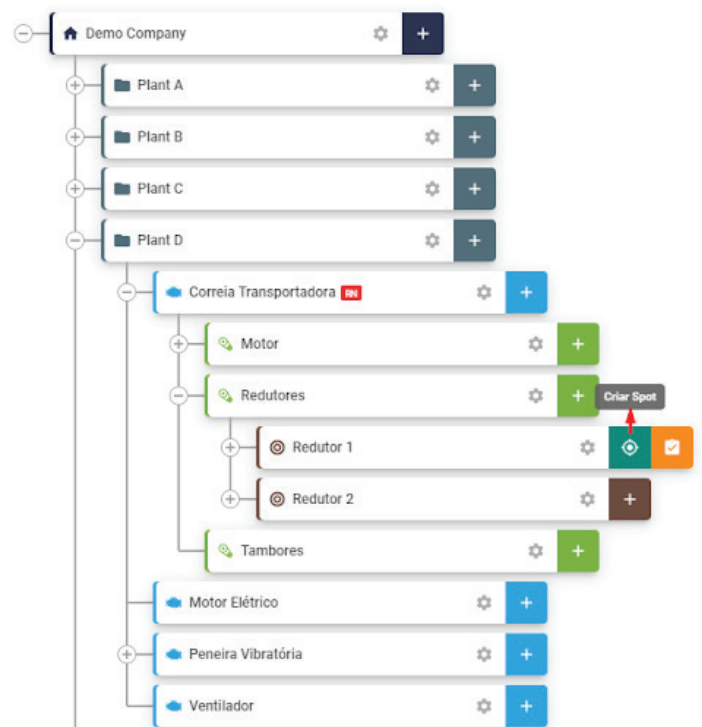 Demo Company
Plant A
Plant B
Plant C
Plant D
Correia Transportadora RN
Motor
Redutores
Criar Spot
Redutor 1
Redutor 2
Tambores
Motor Elétrico
Peneira Vibratória
Ventilador